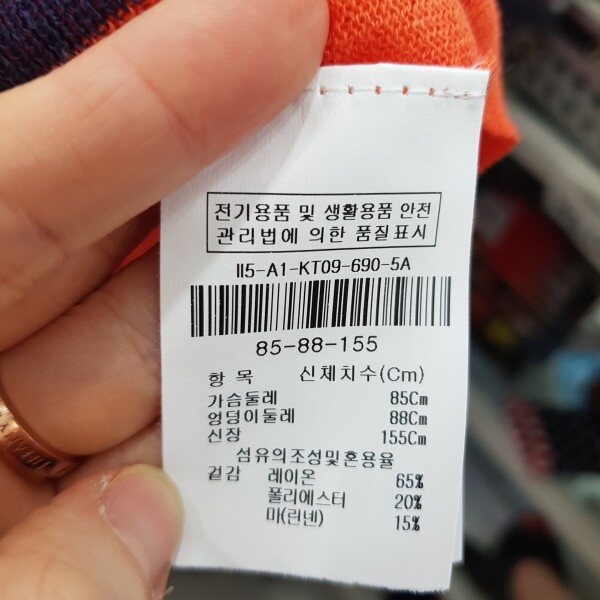 전기용품 및 생활용품 안전
관리법에 의한 품질표시
II5-A1-KT09-690-5A
85-88-155
항 목 신체치수(Cm)
가슴둘레 85Cm
엉덩이둘레 88Cm
신장 155Cm
섬유의조성및혼용율
겉감 레이온 65%
폴리에스터 20%
마(린넨) 15%